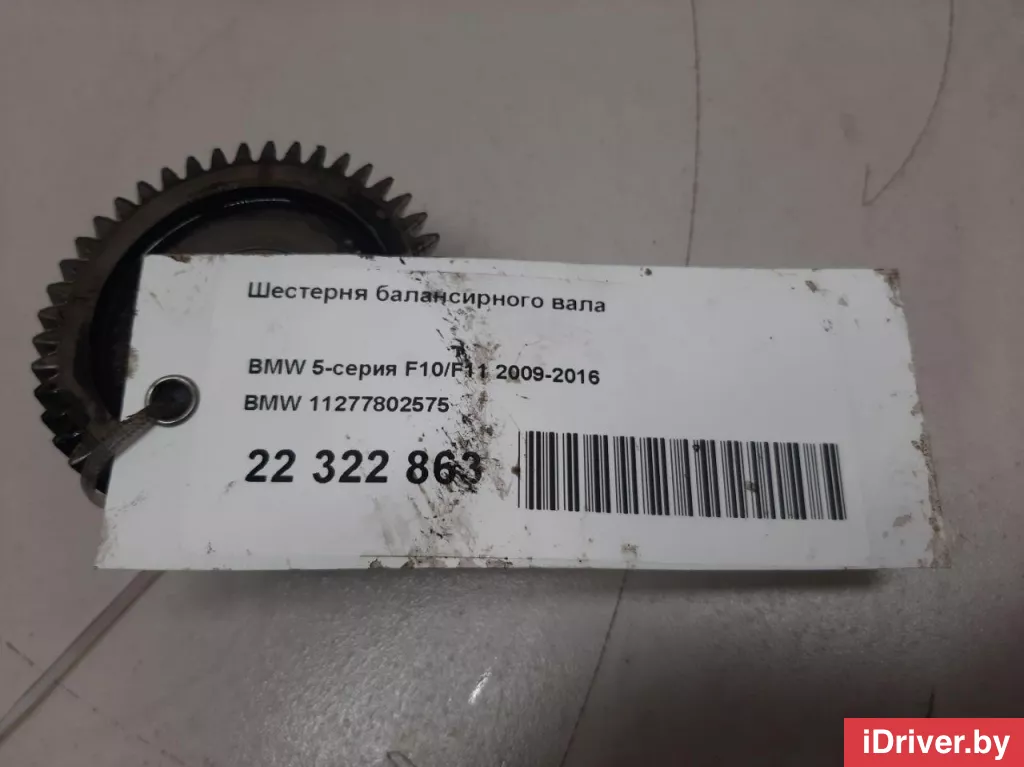 Шестерня балансирного вала
BMW 5-серия F10/F11 2009-2016
BMW 11277802575
22 322 863
iDriver.by